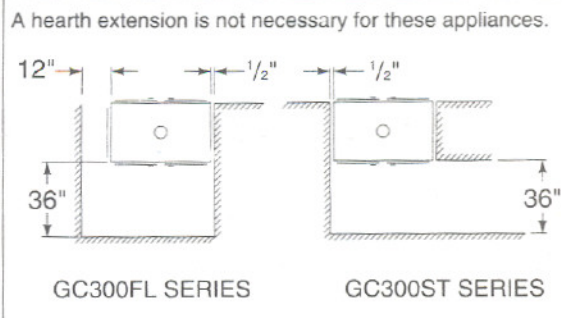 A hearth extension is not necessary for these appliances.
12" 1/2" 1/2"
36" 36"
GC300FL SERIES GC300ST SERIES